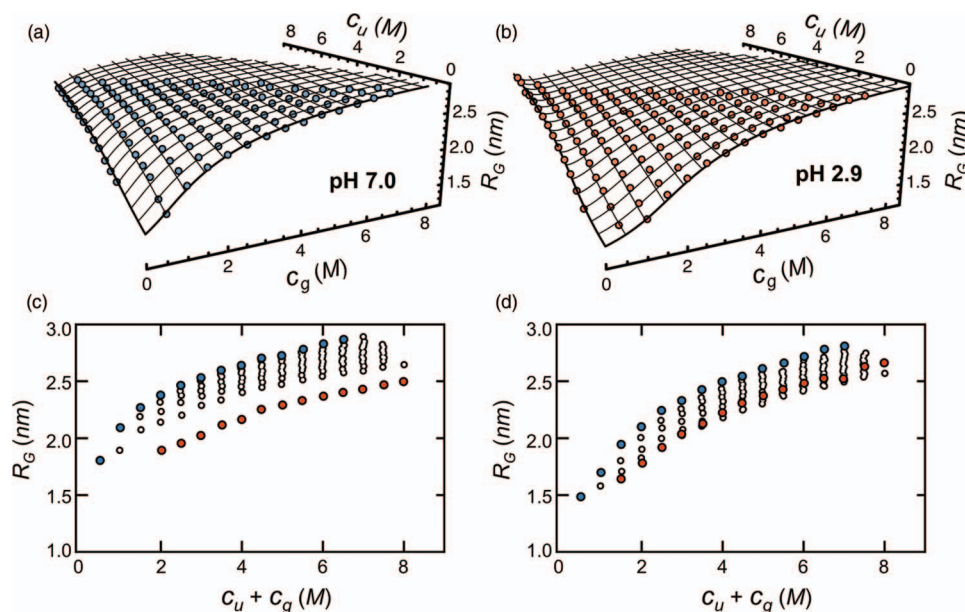 (a)
c_u (M)
8 6 4 2 0
2.5
2.0
1.5
R_G (nm)
pH 7.0
0 2 4 6 8
c_g (M)
(b)
c_u (M)
8 6 4 2 0
2.5
2.0
1.5
R_G (nm)
pH 2.9
0 2 4 6 8
c_g (M)
(c)
3.0
2.5
2.0
1.5
1.0
R_G (nm)
0 2 4 6 8
c_u + c_g (M)
(d)
3.0
2.5
2.0
1.5
1.0
R_G (nm)
0 2 4 6 8
c_u + c_g (M)